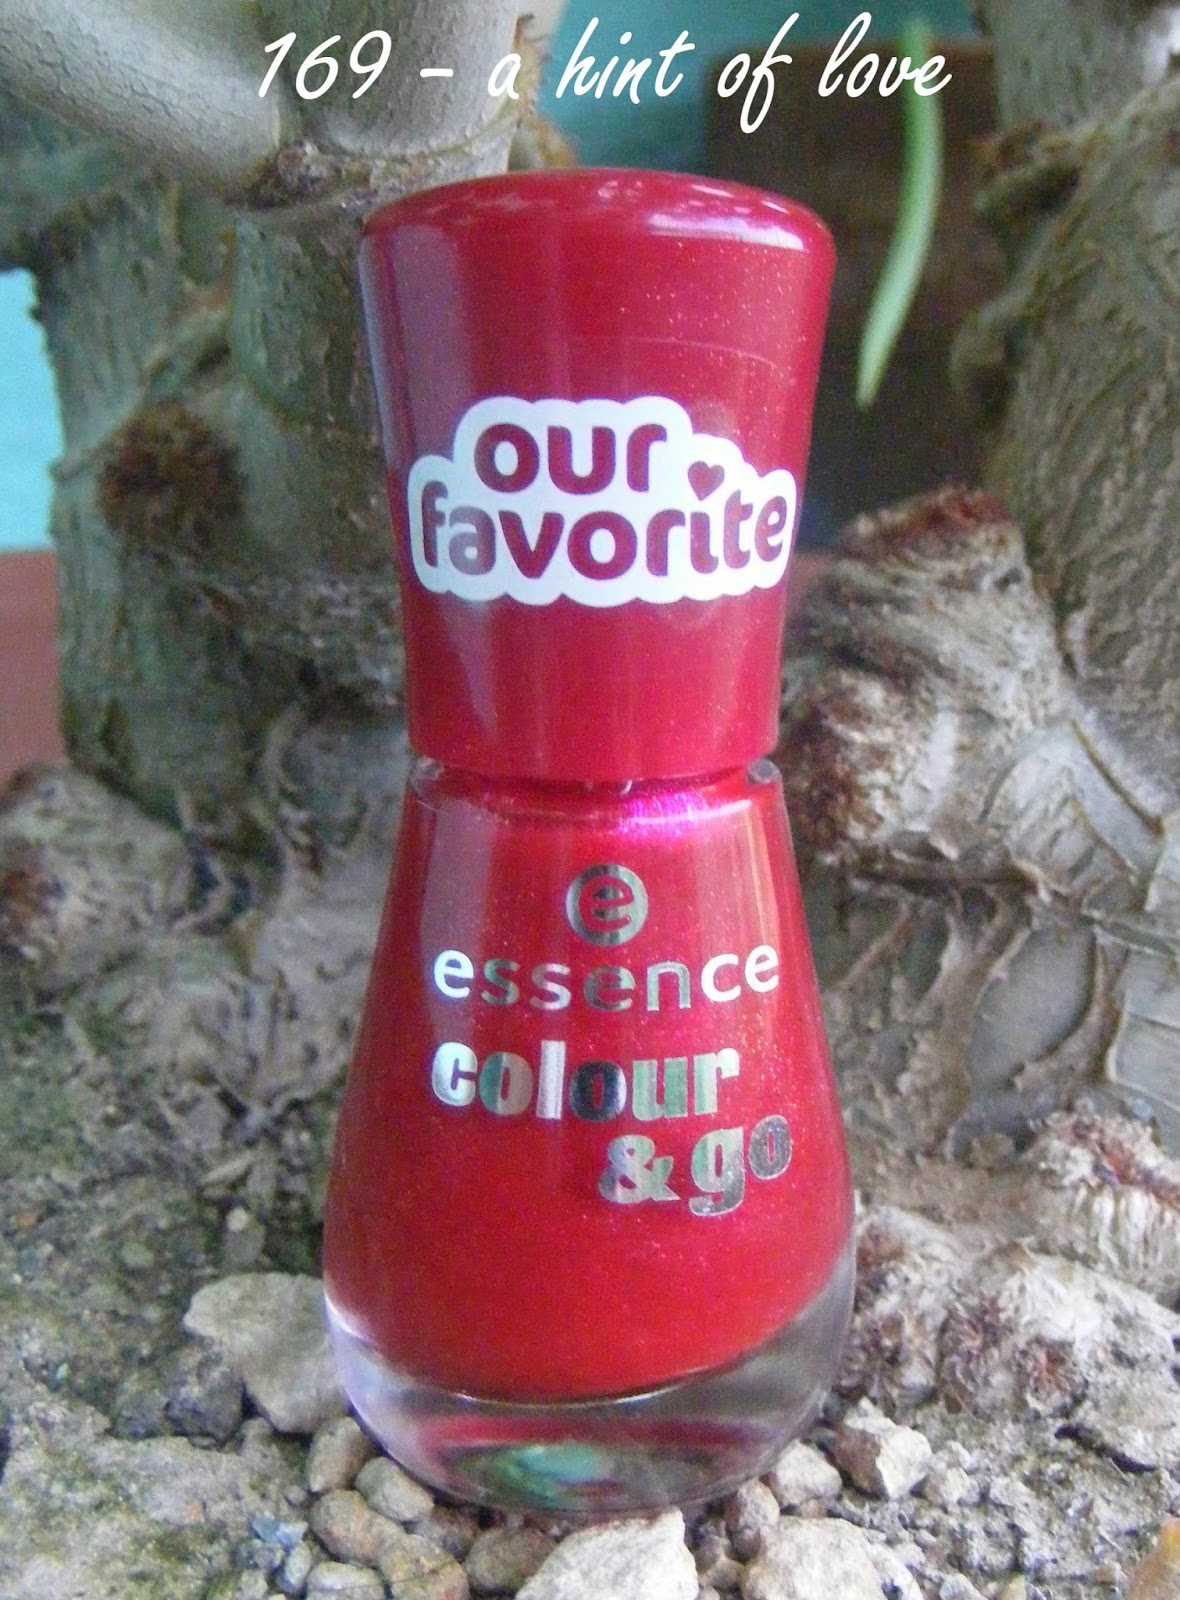 169 - a hint of love
our
favorite
e
essence
colour
& go